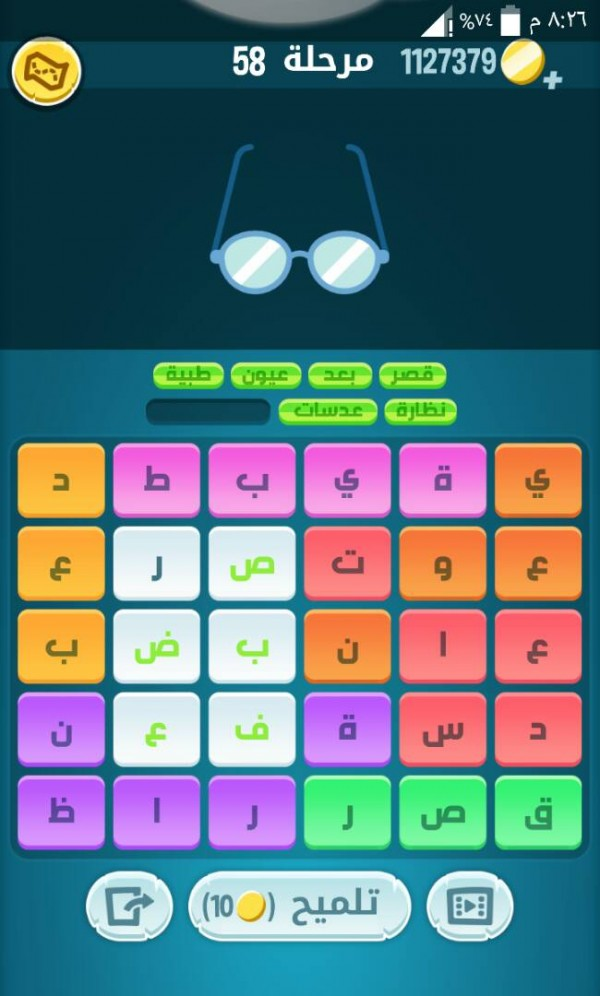 ٨:٢٦ م ٧٤%
مرحلة 58 1127379
قصر بعد عيون طبية
نظارة عدسات
ي ة ي ب ط د
ع و ت ص ر ع
ع ا ن ب ض ب
د س ة ف ع ن
ق ص ر ر ا ظ
تلميح (10)